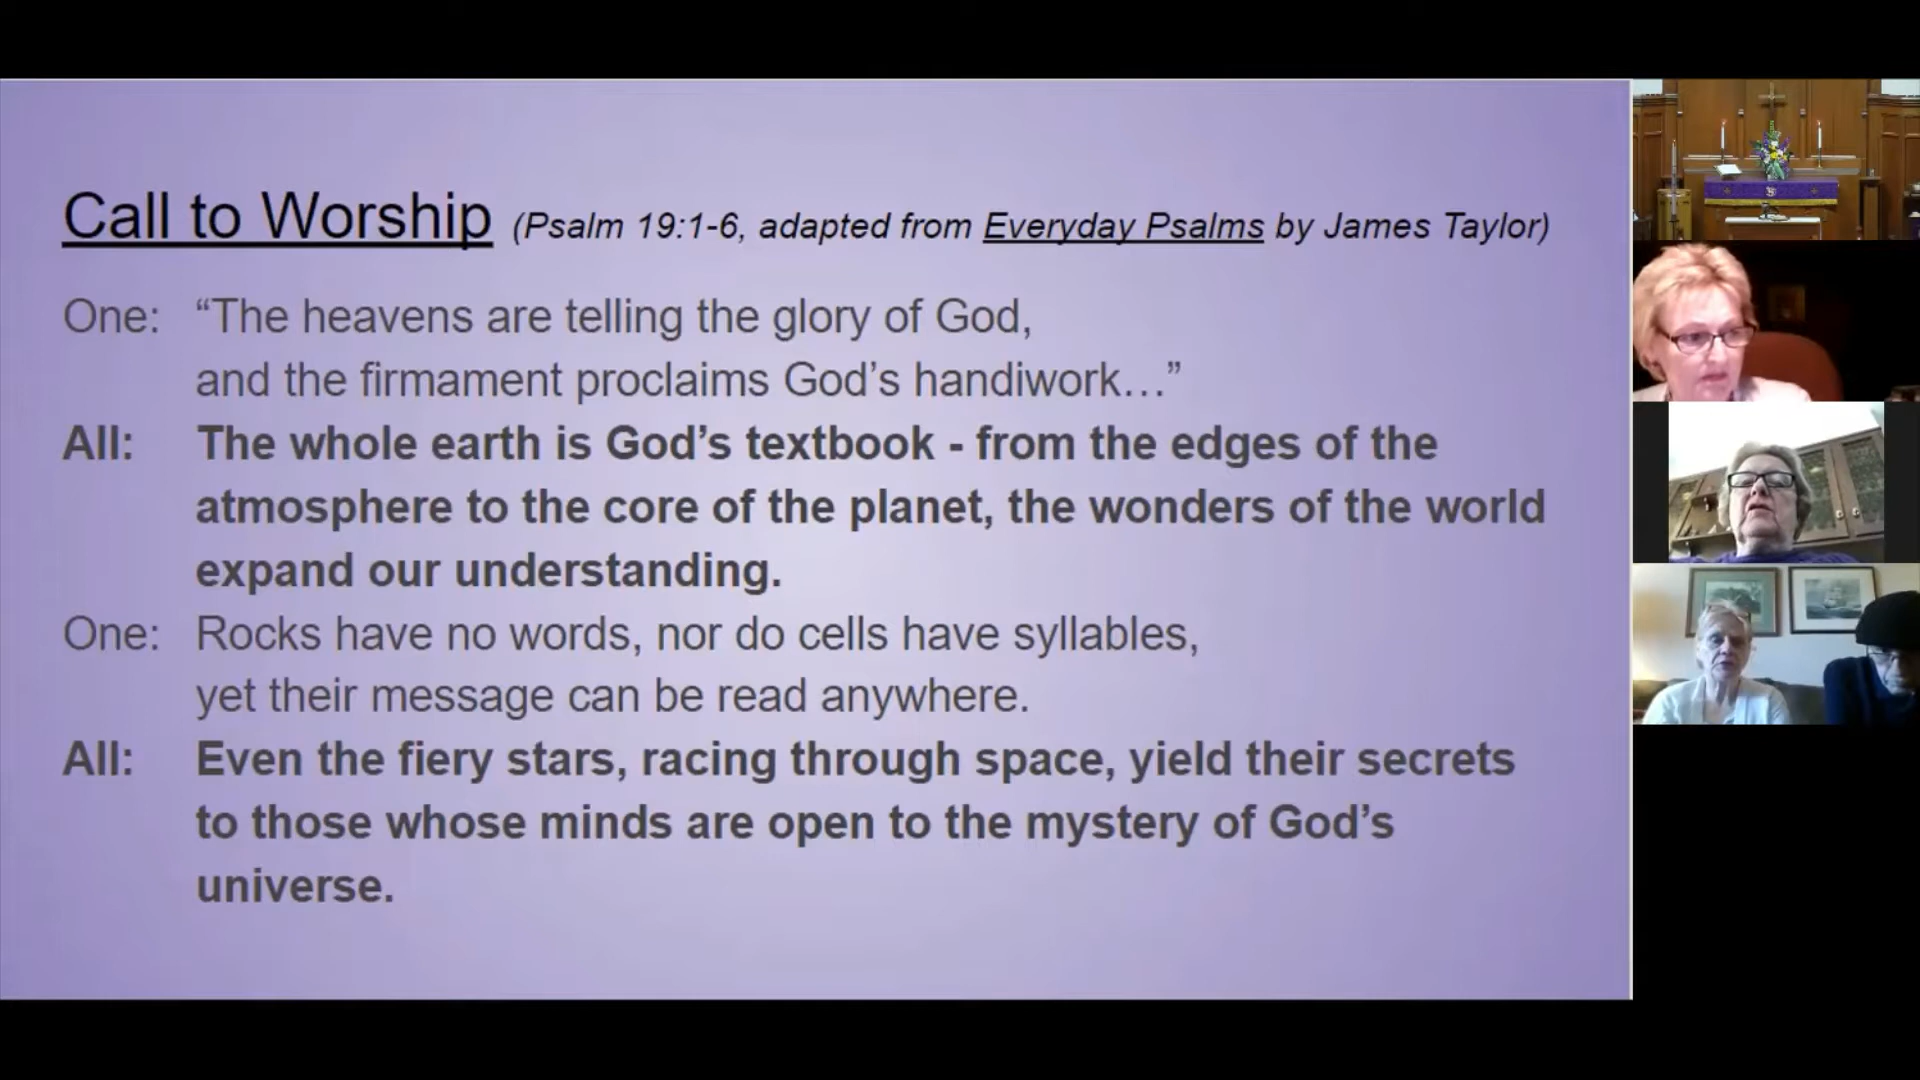 Call to Worship (Psalm 19:1-6, adapted from Everyday Psalms by James Taylor)
One: “The heavens are telling the glory of God,
and the firmament proclaims God’s handiwork…”
All: The whole earth is God’s textbook - from the edges of the
atmosphere to the core of the planet, the wonders of the world
expand our understanding.
One: Rocks have no words, nor do cells have syllables,
yet their message can be read anywhere.
All: Even the fiery stars, racing through space, yield their secrets
to those whose minds are open to the mystery of God’s
universe.